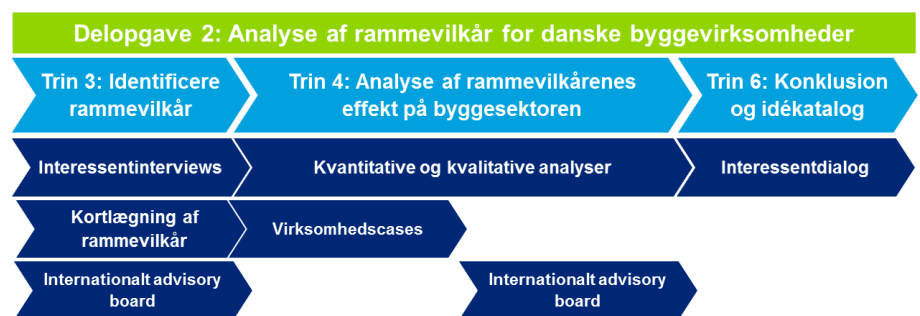 Delopgave 2: Analyse af rammevilkår for danske byggevirksomheder
Trin 3: Identificere
rammevilkår
Trin 4: Analyse af rammevilkårenes
effekt på byggesektoren
Trin 6: Konklusion
og idékatalog
Interessentinterviews
Kvantitative og kvalitative analyser
Interessentdialog
Kortlægning af
rammevilkår
Virksomhedscases
Internationalt advisory
board
Internationalt advisory
board